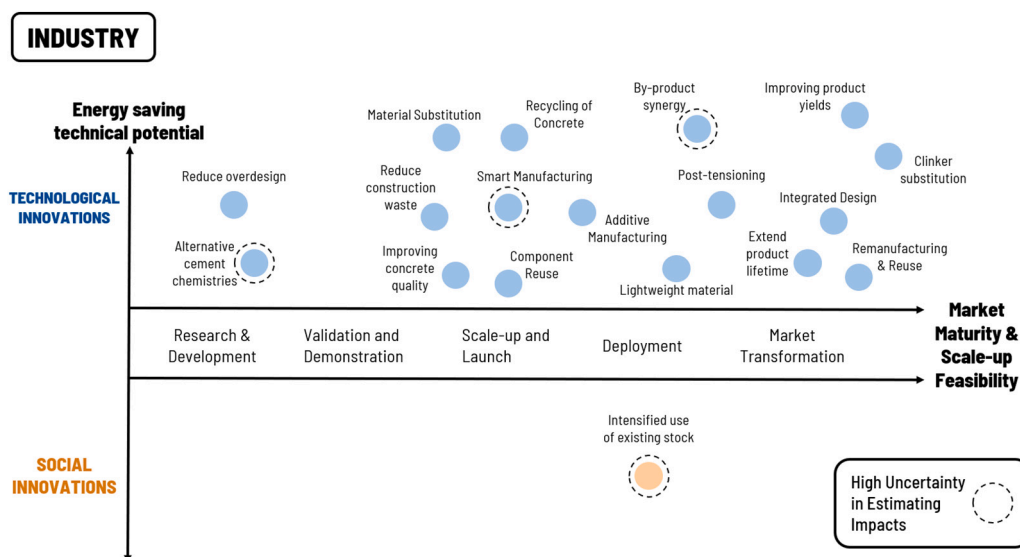 INDUSTRY
Energy saving
technical potential
TECHNOLOGICAL
INNOVATIONS
Reduce overdesign
Alternative
cement
chemistries
Material Substitution
Recycling of
Concrete
Reduce
construction
waste
Smart Manufacturing
Additive
Manufacturing
Improving
concrete
quality
Component
Reuse
By-product
synergy
Post-tensioning
Lightweight material
Improving product
yields
Clinker
substitution
Integrated Design
Extend
product
lifetime
Remanufacturing
& Reuse
Research &
Development
Validation and
Demonstration
Scale-up and
Launch
Deployment
Market
Transformation
Market
Maturity &
Scale-up
Feasibility
SOCIAL
INNOVATIONS
Intensified use
of existing stock
High Uncertainty
in Estimating
Impacts